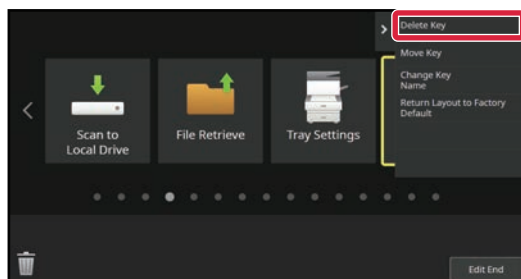 Delete Key
Move Key
Change Key
Name
Return Layout to Factory
Default
Scan to
Local Drive
File Retrieve
Tray Settings
Edit End